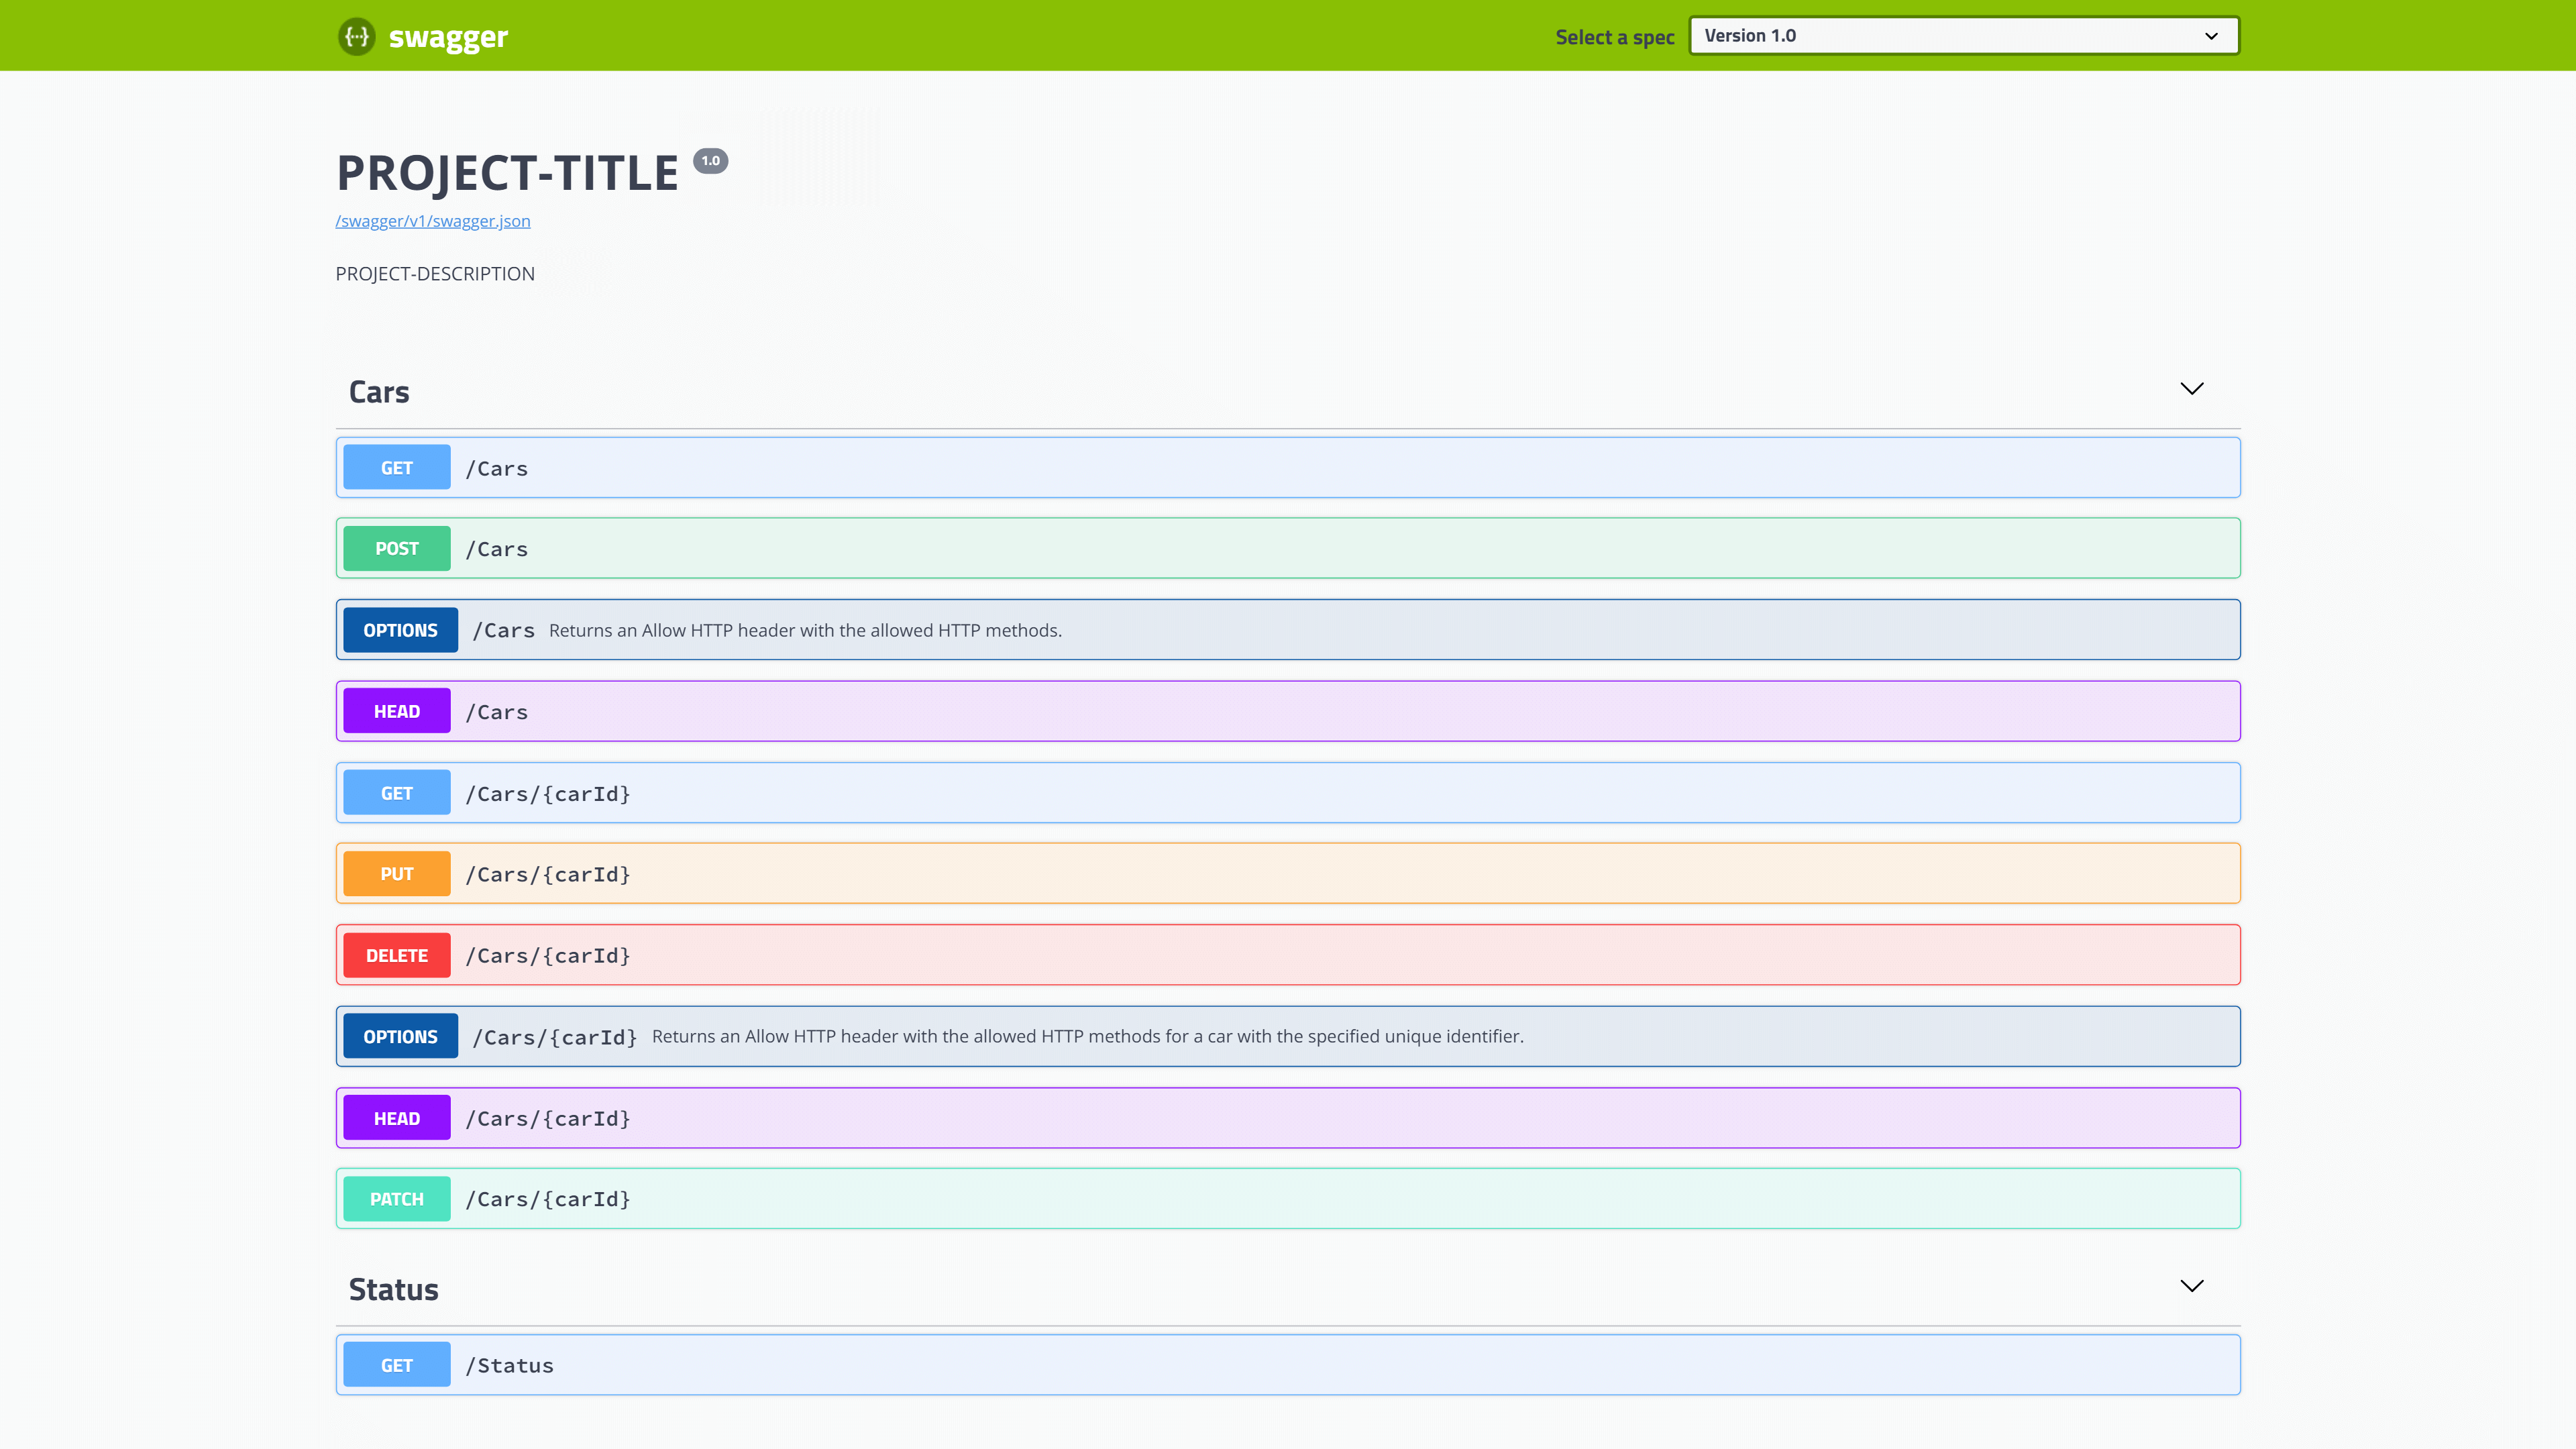 swagger
Select a spec Version 1.0
PROJECT-TITLE 1.0
/swagger/v1/swagger.json
PROJECT-DESCRIPTION
Cars
GET /Cars
POST /Cars
OPTIONS /Cars Returns an Allow HTTP header with the allowed HTTP methods.
HEAD /Cars
GET /Cars/{carId}
PUT /Cars/{carId}
DELETE /Cars/{carId}
OPTIONS /Cars/{carId} Returns an Allow HTTP header with the allowed HTTP methods for a car with the specified unique identifier.
HEAD /Cars/{carId}
PATCH /Cars/{carId}
Status
GET /Status